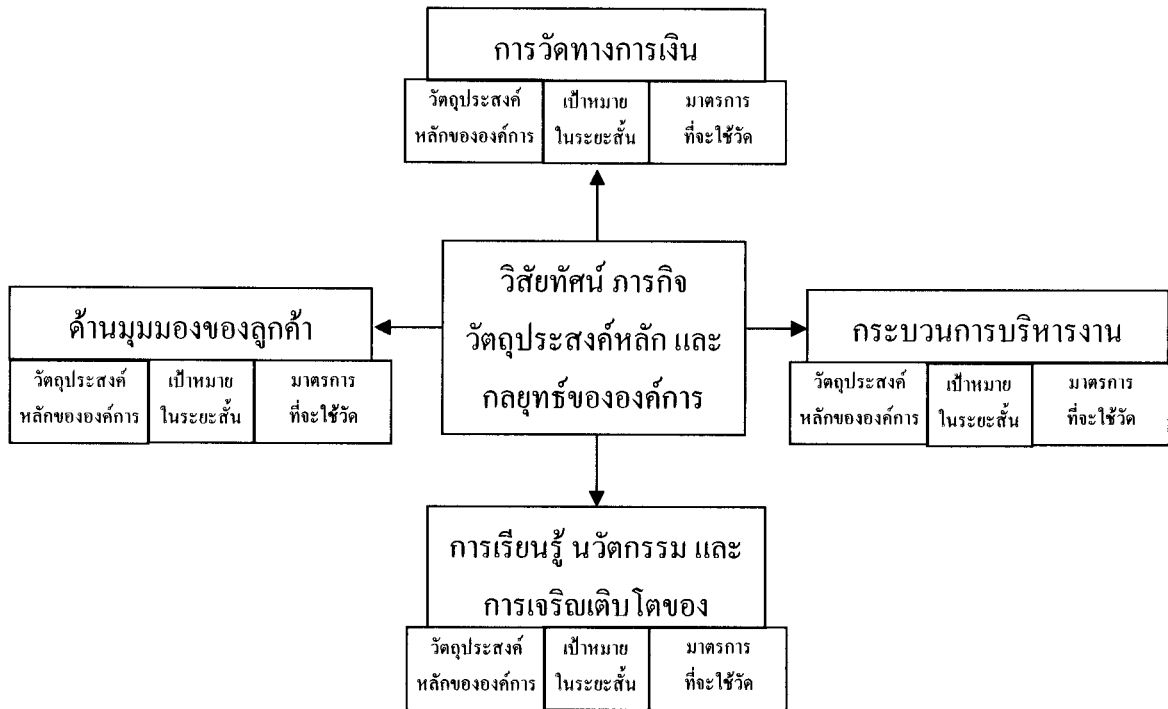 การวัดทางการเงิน
วัตถุประสงค์ เป้าหมาย มาตรการ
หลักขององค์การ ในระยะสั้น ที่จะใช้วัด
วิสัยทัศน์ ภารกิจ
วัตถุประสงค์หลัก และ
กลยุทธ์ขององค์การ
ด้านมุมมองของลูกค้า
วัตถุประสงค์ เป้าหมาย มาตรการ
หลักขององค์การ ในระยะสั้น ที่จะใช้วัด
กระบวนการบริหารงาน
วัตถุประสงค์ เป้าหมาย มาตรการ
หลักขององค์การ ในระยะสั้น ที่จะใช้วัด
การเรียนรู้ นวัตกรรม และ
การเจริญเติบโตของ
วัตถุประสงค์ เป้าหมาย มาตรการ
หลักขององค์การ ในระยะสั้น ที่จะใช้วัด